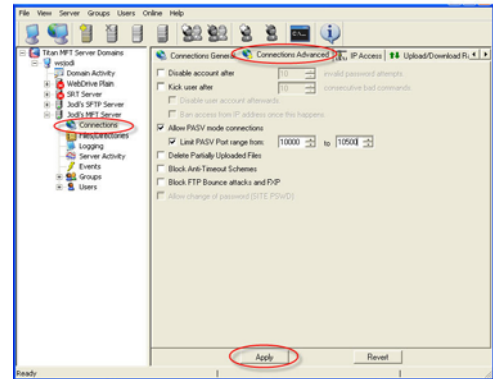 File View Server Groups Users Online Help
Titan MFT Server Domains
wsjodi
Domain Activity
WebDrive Plain
SRT Server
Jodi's SFTP Server
Jodi's MFT Server
Connections
Files/Directories
Logging
Server Activity
Events
Groups
Users
Connections General Connections Advanced IP Access Upload/Download R
Disable account after 10 invalid password attempts
Kick user after 10 consecutive bad commands
Disable user account afterwards
Ban access from IP address once this happens
Allow PASV mode connections
Limit PASV Port range from 10000 to 10500
Delete Partially Uploaded Files
Block Anti-Timeout Schemes
Block FTP Bounce attacks and FXP
Allow change of password (SITE PSWD)
Apply Revert
Ready